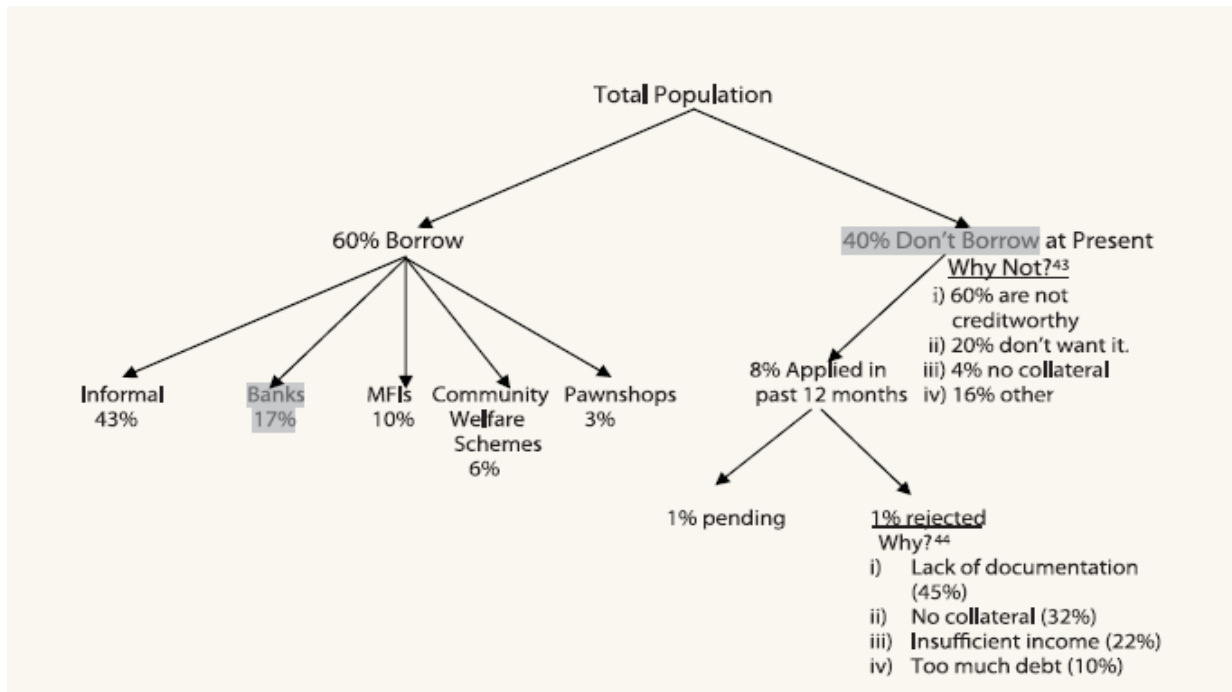 Total Population
60% Borrow
40% Don't Borrow at Present
Why Not?43
i) 60% are not
creditworthy
ii) 20% don't want it.
iii) 4% no collateral
iv) 16% other
Informal
43%
Banks
17%
MFIs
10%
Community
Welfare
Schemes
6%
Pawnshops
3%
8% Applied in
past 12 months
1% pending
1% rejected
Why?44
i) Lack of documentation
(45%)
ii) No collateral (32%)
iii) Insufficient income (22%)
iv) Too much debt (10%)